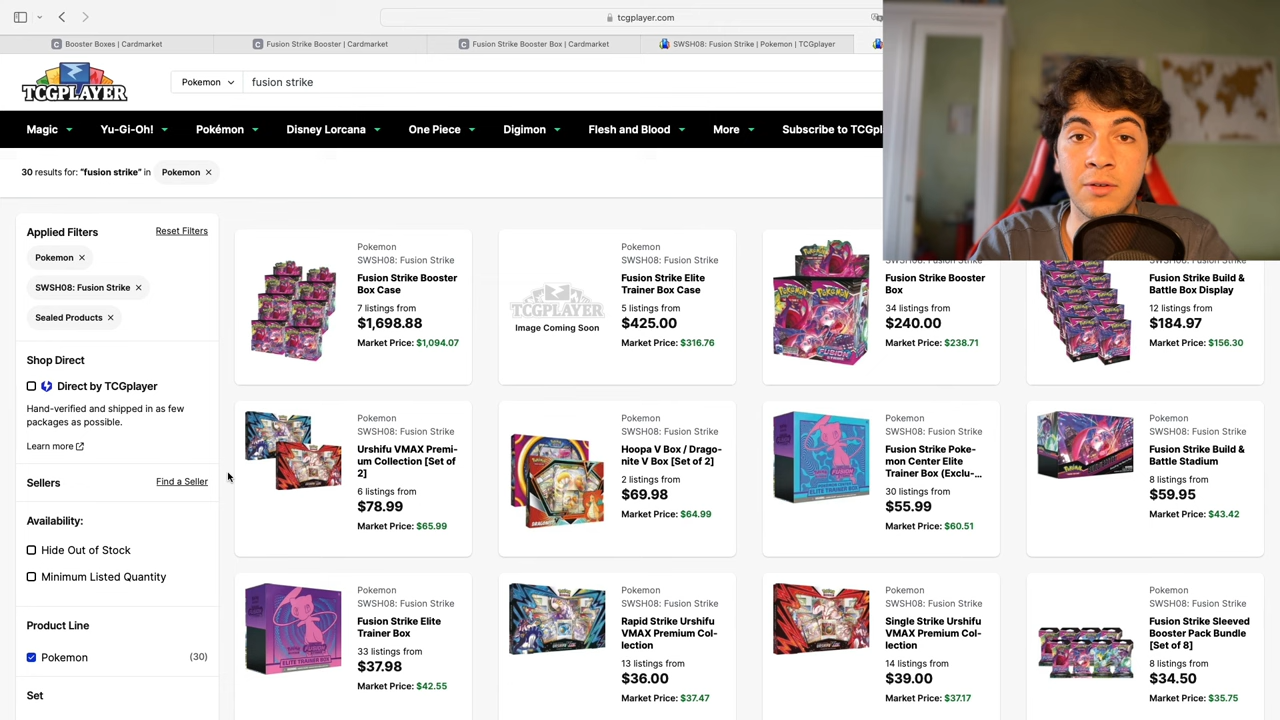 tcgplayer.com
Booster Boxes | Cardmarket
Fusion Strike Booster | Cardmarket
Fusion Strike Booster Box | Cardmarket
SWSH08: Fusion Strike | Pokemon | TCGplayer
TCGPLAYER
Pokemon
fusion strike
Magic
Yu-Gi-Oh!
Pokémon
Disney Lorcana
One Piece
Digimon
Flesh and Blood
More
Subscribe to TCGpl
30 results for: "fusion strike" in
Pokemon ×
Applied Filters
Reset Filters
Pokemon ×
SWSH08: Fusion Strike ×
Sealed Products ×
Shop Direct
Direct by TCGplayer
Hand-verified and shipped in as few
packages as possible.
Learn more
Sellers
Find a Seller
Availability:
Hide Out of Stock
Minimum Listed Quantity
Product Line
Pokemon
(30)
Set
Pokemon
SWSH08: Fusion Strike
Fusion Strike Booster
Box Case
7 listings from
$1,698.88
Market Price: $1,094.07
TCGPLAYER
Image Coming Soon
Pokemon
SWSH08: Fusion Strike
Fusion Strike Elite
Trainer Box Case
5 listings from
$425.00
Market Price: $316.76
Pokemon
SWSH08: Fusion Strike
Fusion Strike Booster
Box
34 listings from
$240.00
Market Price: $238.71
SWSH08: Fusion Strike
Fusion Strike Build &
Battle Box Display
12 listings from
$184.97
Market Price: $156.30
Pokemon
SWSH08: Fusion Strike
Urshifu VMAX Premi-
um Collection [Set of
2]
6 listings from
$78.99
Market Price: $65.99
Pokemon
SWSH08: Fusion Strike
Hoopa V Box / Drago-
nite V Box [Set of 2]
2 listings from
$69.98
Market Price: $64.99
Pokemon
SWSH08: Fusion Strike
Fusion Strike Poke-
mon Center Elite
Trainer Box (Exclu-...
30 listings from
$55.99
Market Price: $60.51
Pokemon
SWSH08: Fusion Strike
Fusion Strike Build &
Battle Stadium
8 listings from
$59.95
Market Price: $43.42
Pokemon
SWSH08: Fusion Strike
Fusion Strike Elite
Trainer Box
33 listings from
$37.98
Market Price: $42.55
Pokemon
SWSH08: Fusion Strike
Rapid Strike Urshifu
VMAX Premium Col-
lection
13 listings from
$36.00
Market Price: $37.47
Pokemon
SWSH08: Fusion Strike
Single Strike Urshifu
VMAX Premium Col-
lection
14 listings from
$39.00
Market Price: $37.17
Pokemon
SWSH08: Fusion Strike
Fusion Strike Sleeved
Booster Pack Bundle
[Set of 8]
8 listings from
$34.50
Market Price: $35.75